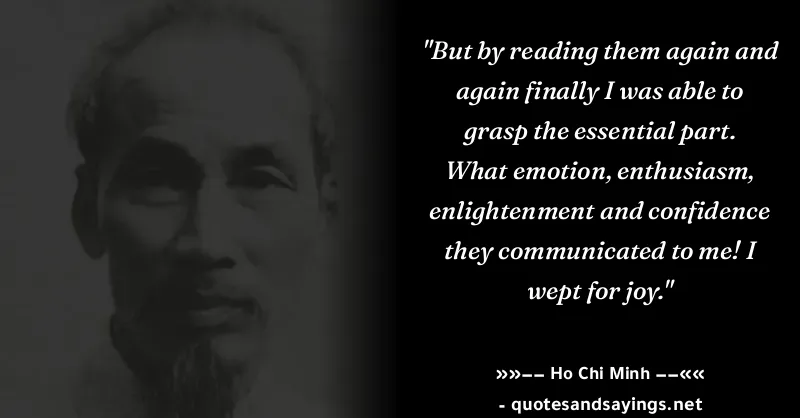 "But by reading them again and
again finally I was able to
grasp the essential part.
What emotion, enthusiasm,
enlightenment and confidence
they communicated to me! I
wept for joy."
»»−− Ho Chi Minh −−««
- quotesandsayings.net